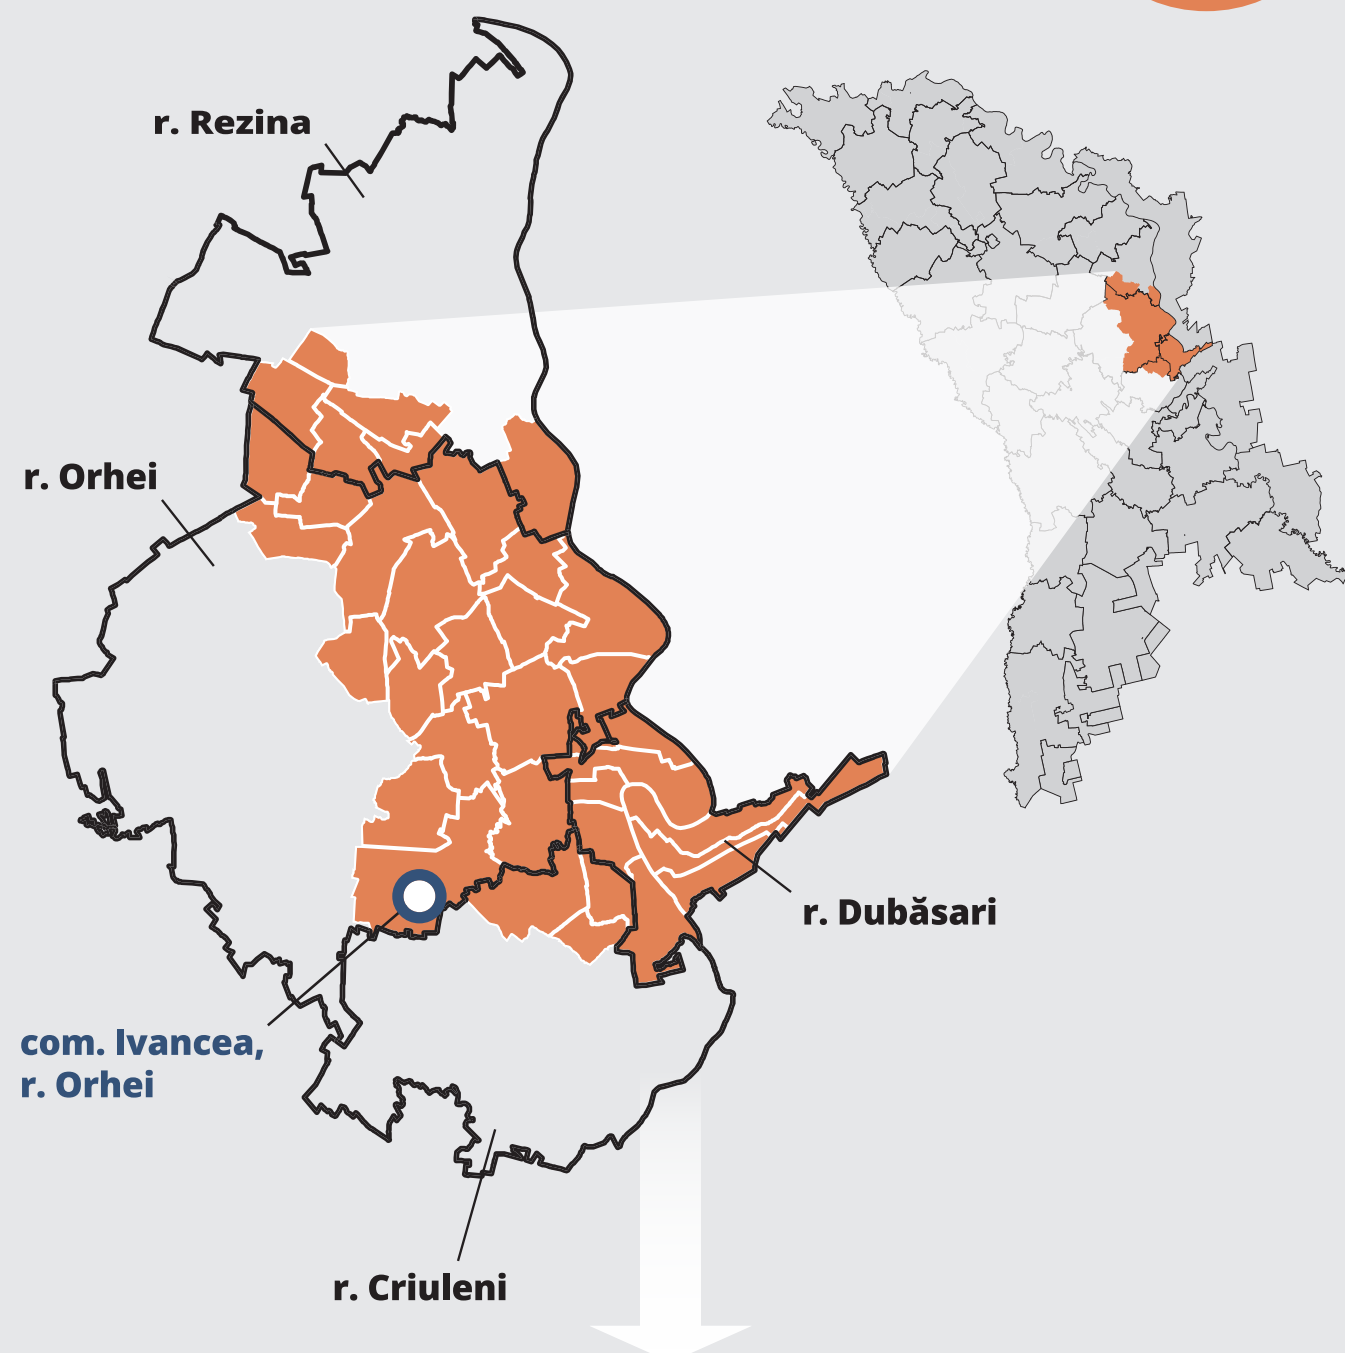 r. Rezina
r. Orhei
r. Dubăsari
com. Ivancea,
r. Orhei
r. Criuleni